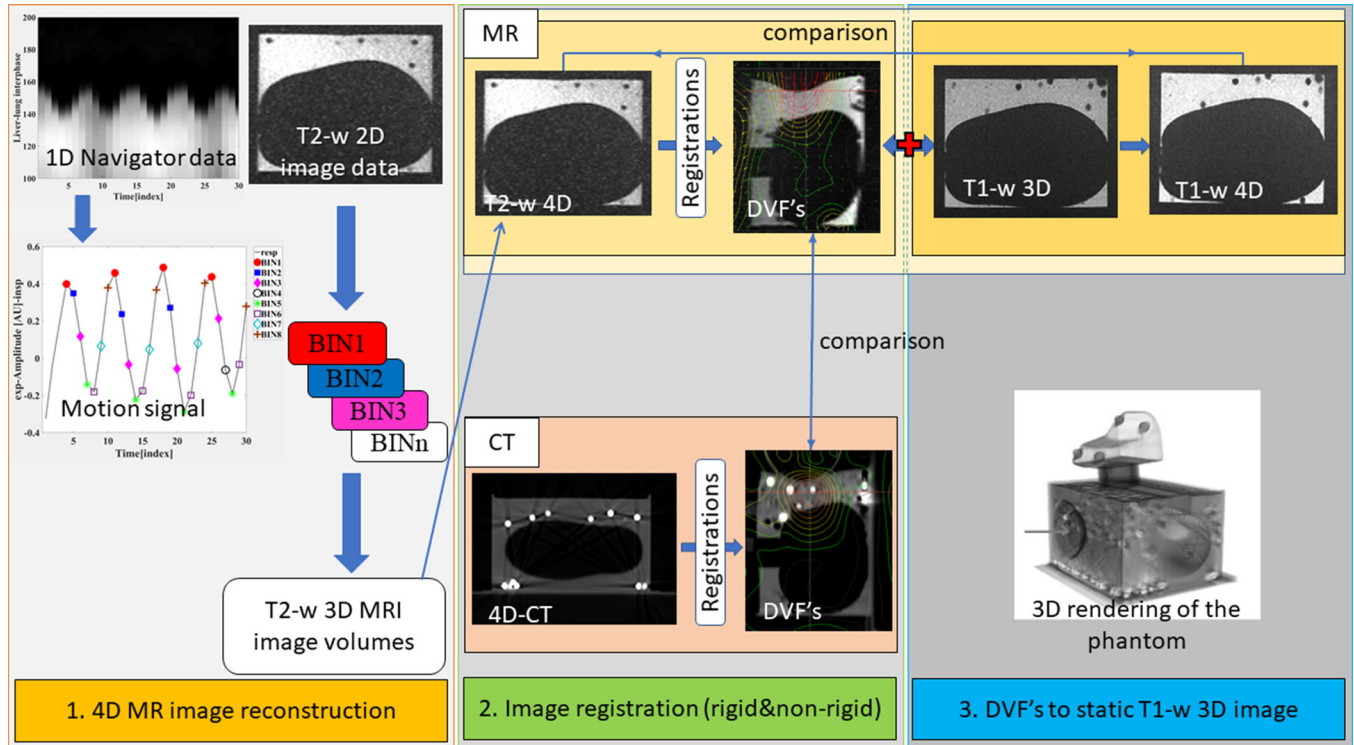 200
180
160
140
120
100
Liver-lung interphase
1D Navigator data
5
10
15
20
25
30
Time[index]
T2-w 2D
image data
0.6
0.4
0.2
0
-0.2
-0.4
exp-Amplitude [AU]-insp
resp
BIN1
BIN2
BIN3
BIN4
BIN5
BIN6
BIN7
BIN8
Motion signal
5
10
15
20
25
30
Time[index]
BIN1
BIN2
BIN3
BINn
T2-w 3D MRI
image volumes
1. 4D MR image reconstruction
MR
comparison
T2-w 4D
Registrations
DVF's
T1-w 3D
T1-w 4D
comparison
CT
4D-CT
Registrations
DVF's
2. Image registration (rigid&non-rigid)
3D rendering of the
phantom
3. DVF's to static T1-w 3D image